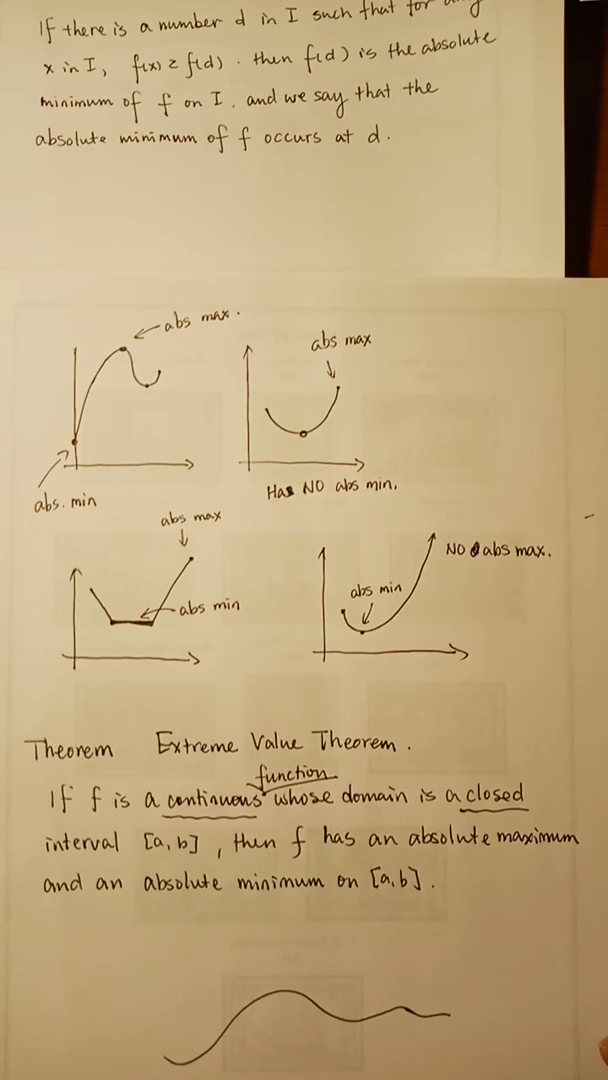 If there is a number d in I such that for any
x in I, f(x) ≥ f(d). then f(d) is the absolute
minimum of f on I. and we say that the
absolute minimum of f occurs at d.
abs max.
abs max
abs. min
Has NO abs min.
abs max
abs min
abs min
NO abs max.
Theorem Extreme Value Theorem.
function
If f is a continuous whose domain is a closed
interval [a,b], then f has an absolute maximum
and an absolute minimum on [a,b].